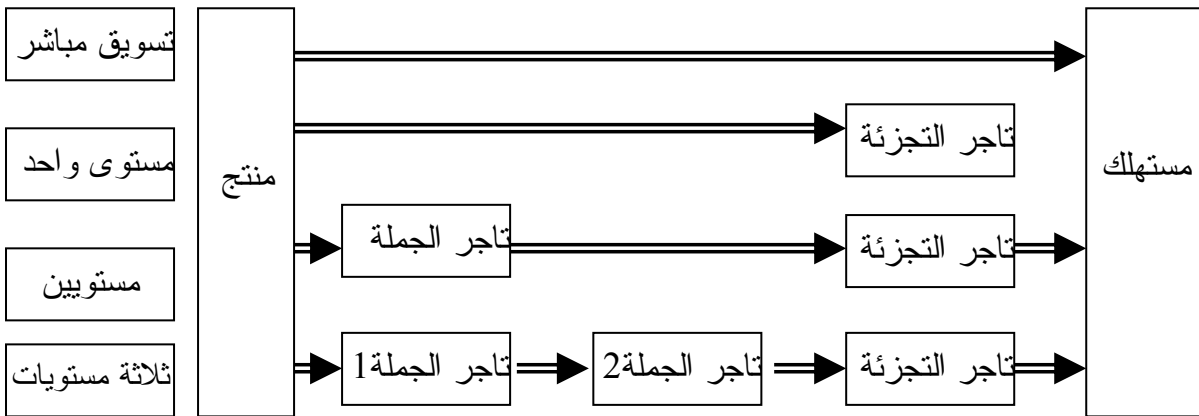 تسويق مباشر
مستوى واحد
مستويين
ثلاثة مستويات
منتج
تاجر التجزئة
تاجر الجملة
تاجر التجزئة
تاجر الجملة1
تاجر الجملة2
تاجر التجزئة
مستهلك